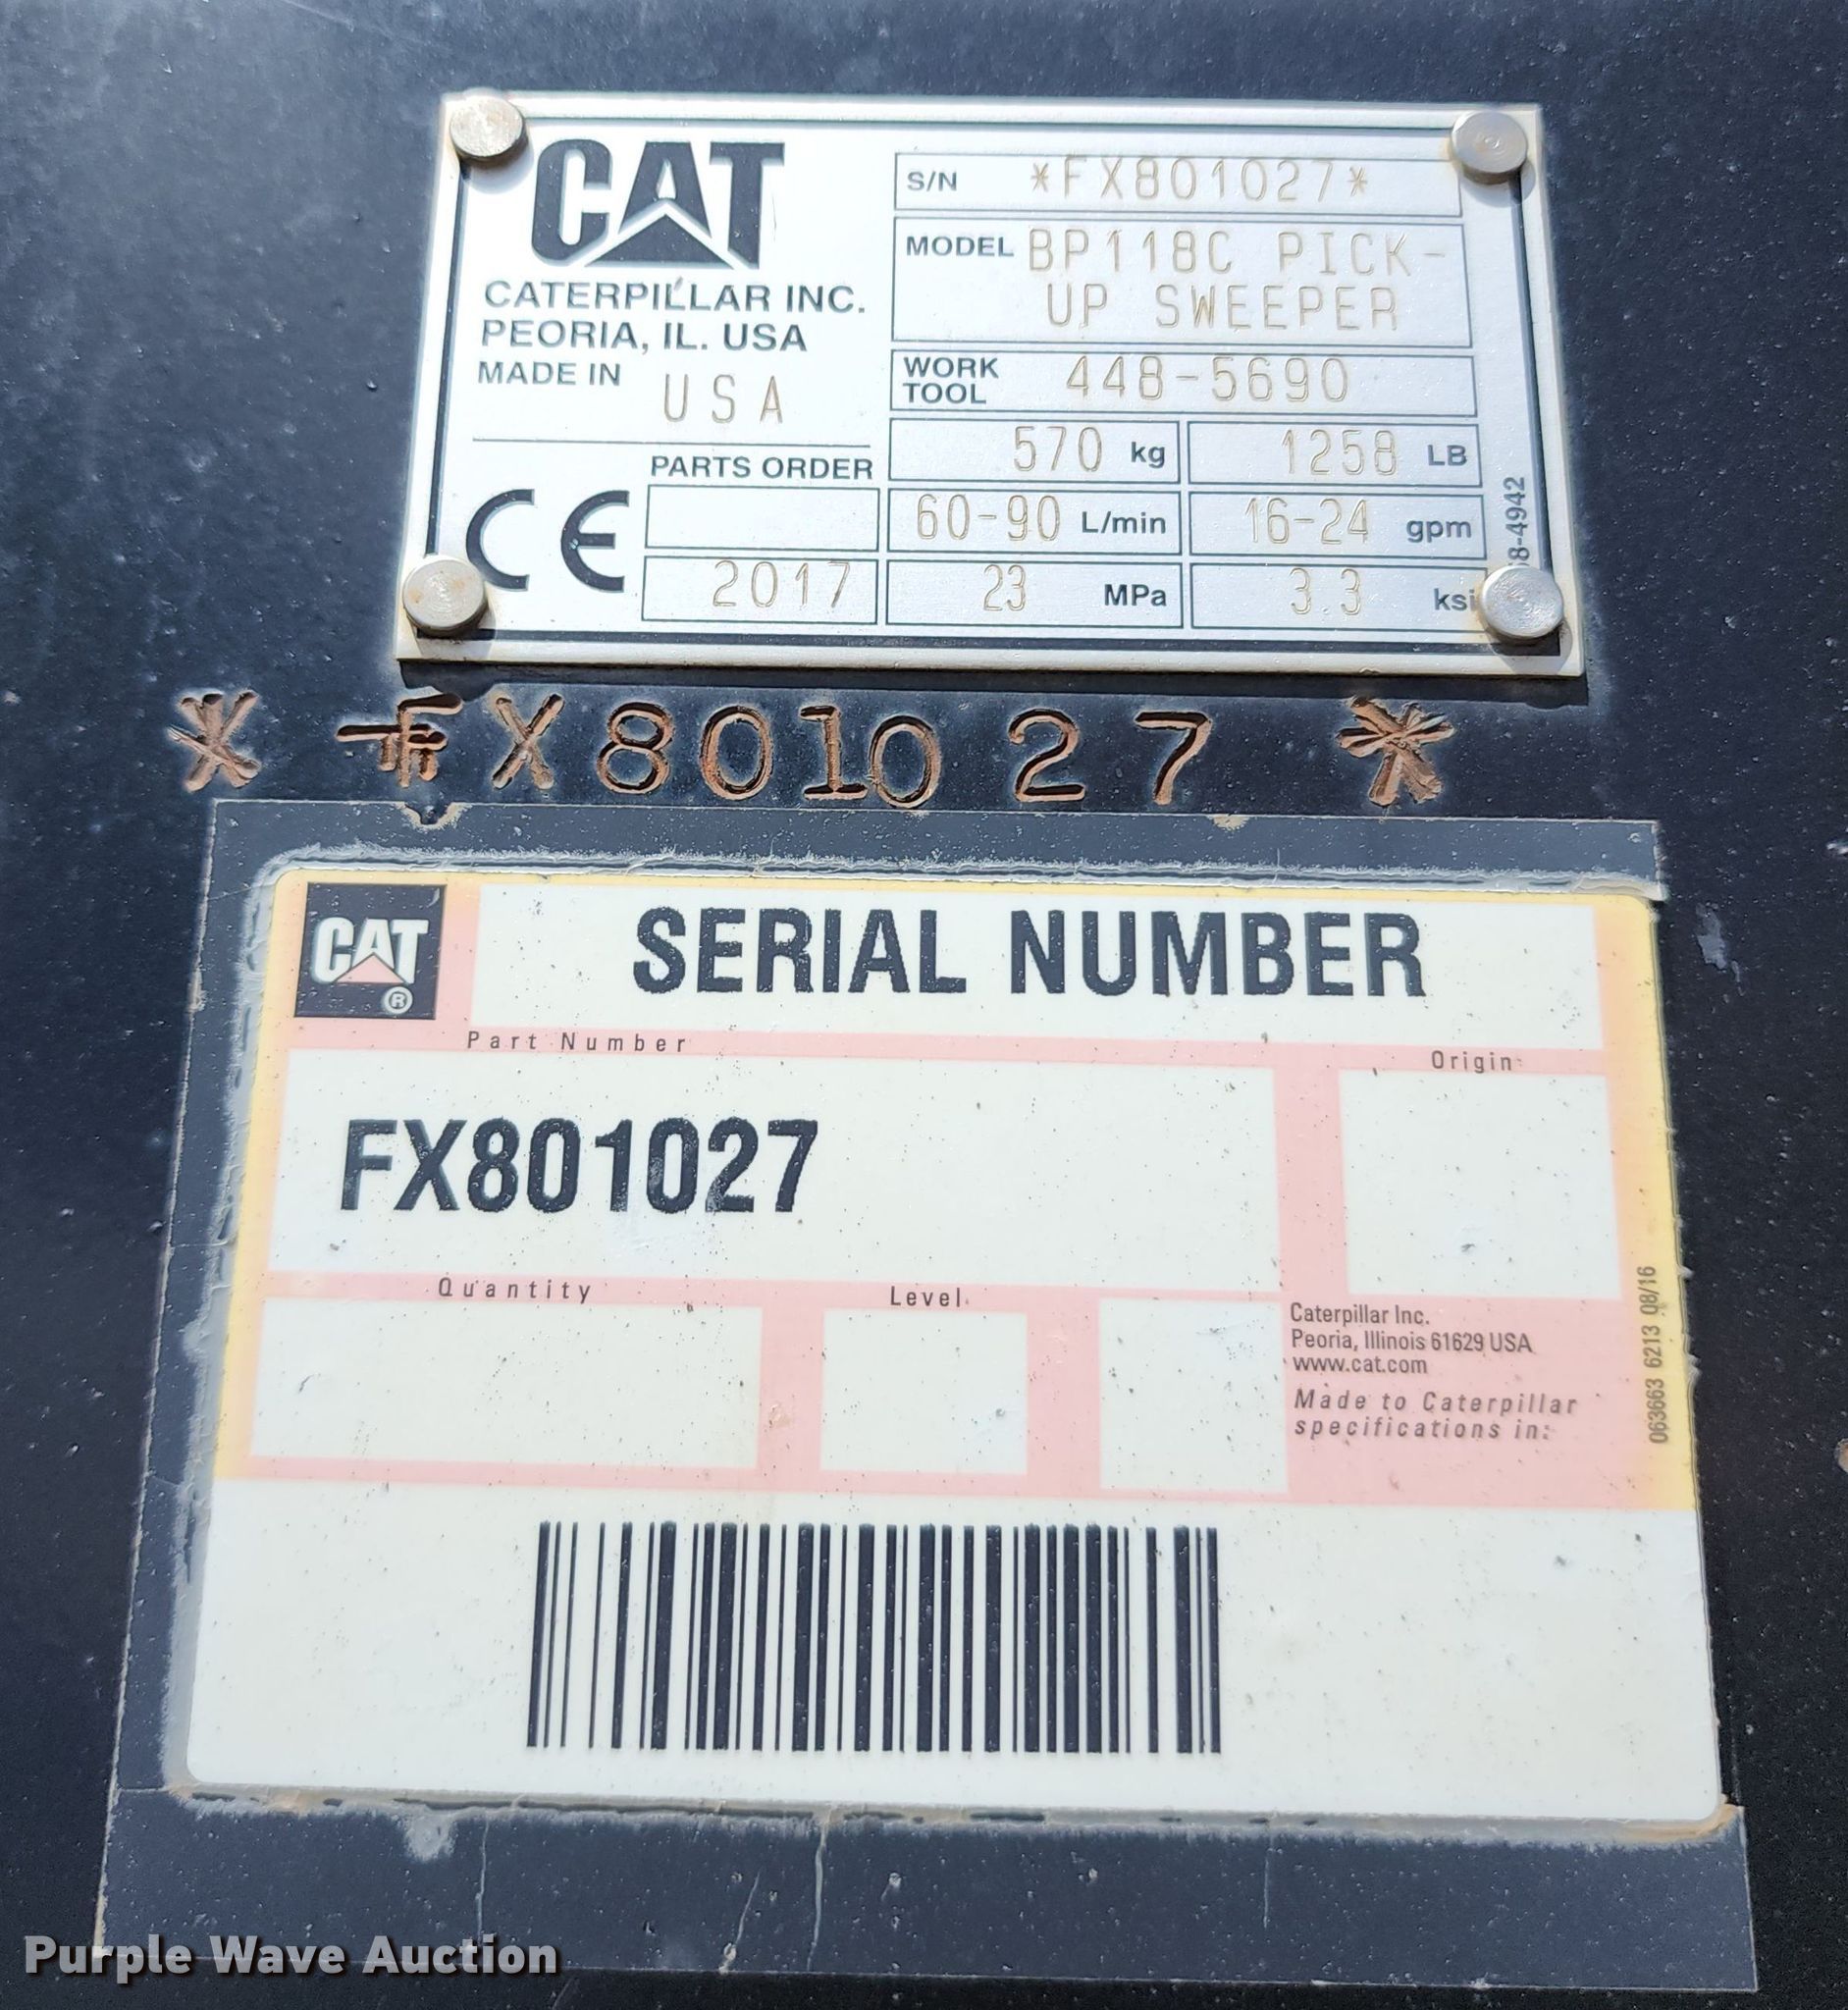 CAT
CATERPILLAR INC.
PEORIA, IL. USA
MADE IN USA
S/N *FX801027*
MODEL BP118C PICK-
UP SWEEPER
WORK TOOL 448-5690
570 kg 1258 LB
PARTS ORDER
60-90 L/min 16-24 gpm
CE
2017
23 MPa 3.3 ksi
8-4942
*FX801027*
CAT ®
SERIAL NUMBER
Part Number
Origin
FX801027
Quantity
Level
Caterpillar Inc.
Peoria, Illinois 61629 USA
www.cat.com
Made to Caterpillar
specifications in:
063663 6213 08/16
Purple Wave Auction